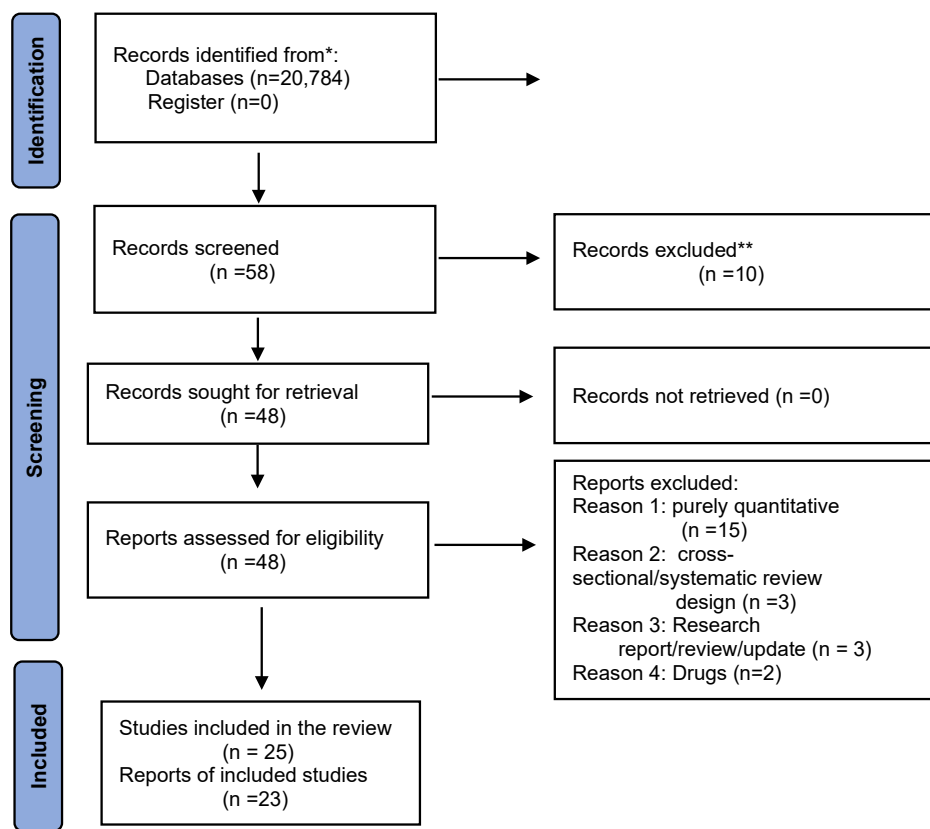 Identification
Records identified from*:
Databases (n=20,784)
Register (n=0)
Screening
Records screened
(n =58)
Records excluded**
(n =10)
Records sought for retrieval
(n =48)
Records not retrieved (n =0)
Reports assessed for eligibility
(n =48)
Reports excluded:
Reason 1: purely quantitative
(n =15)
Reason 2: cross-
sectional/systematic review
design (n =3)
Reason 3: Research
report/review/update (n = 3)
Reason 4: Drugs (n=2)
Included
Studies included in the review
(n = 25)
Reports of included studies
(n =23)